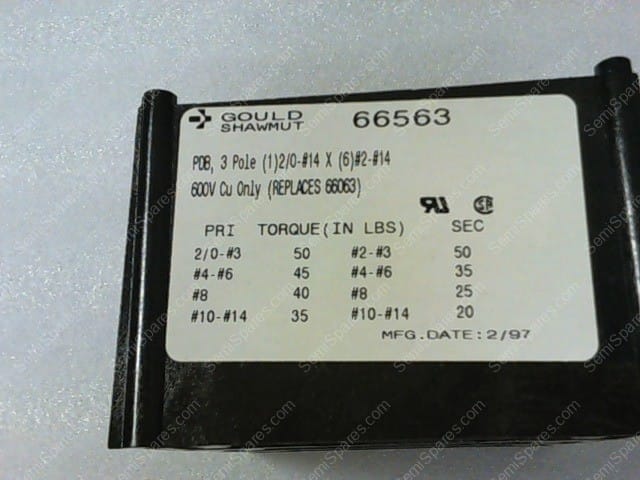 GOULD SHAWMUT 66563
PDB, 3 Pole (1)2/0-#14 X (6)#2-#14
600V Cu Only (REPLACES 66063)
PRI TORQUE(IN LBS) SEC
2/0-#3 50 #2-#3 50
#4-#6 45 #4-#6 35
#8 40 #8 25
#10-#14 35 #10-#14 20
MFG.DATE:2/97
SemiSpares.com